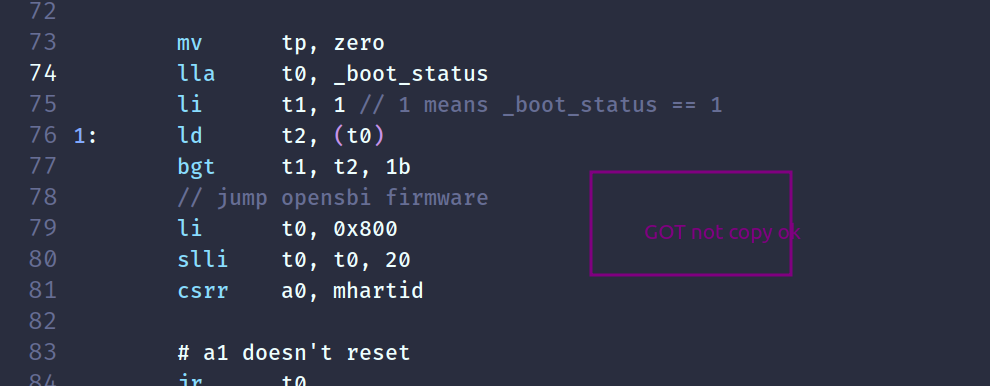 72
73 mv tp, zero
74 lla t0, _boot_status
75 li t1, 1 // 1 means _boot_status == 1
76 1: ld t2, (t0)
77 bgt t1, t2, 1b
78 // jump opensbi firmware
79 li t0, 0x800
GOT not copy ok
80 slli t0, t0, 20
81 csrr a0, mhartid
82
83 # a1 doesn't reset
84 jr t0